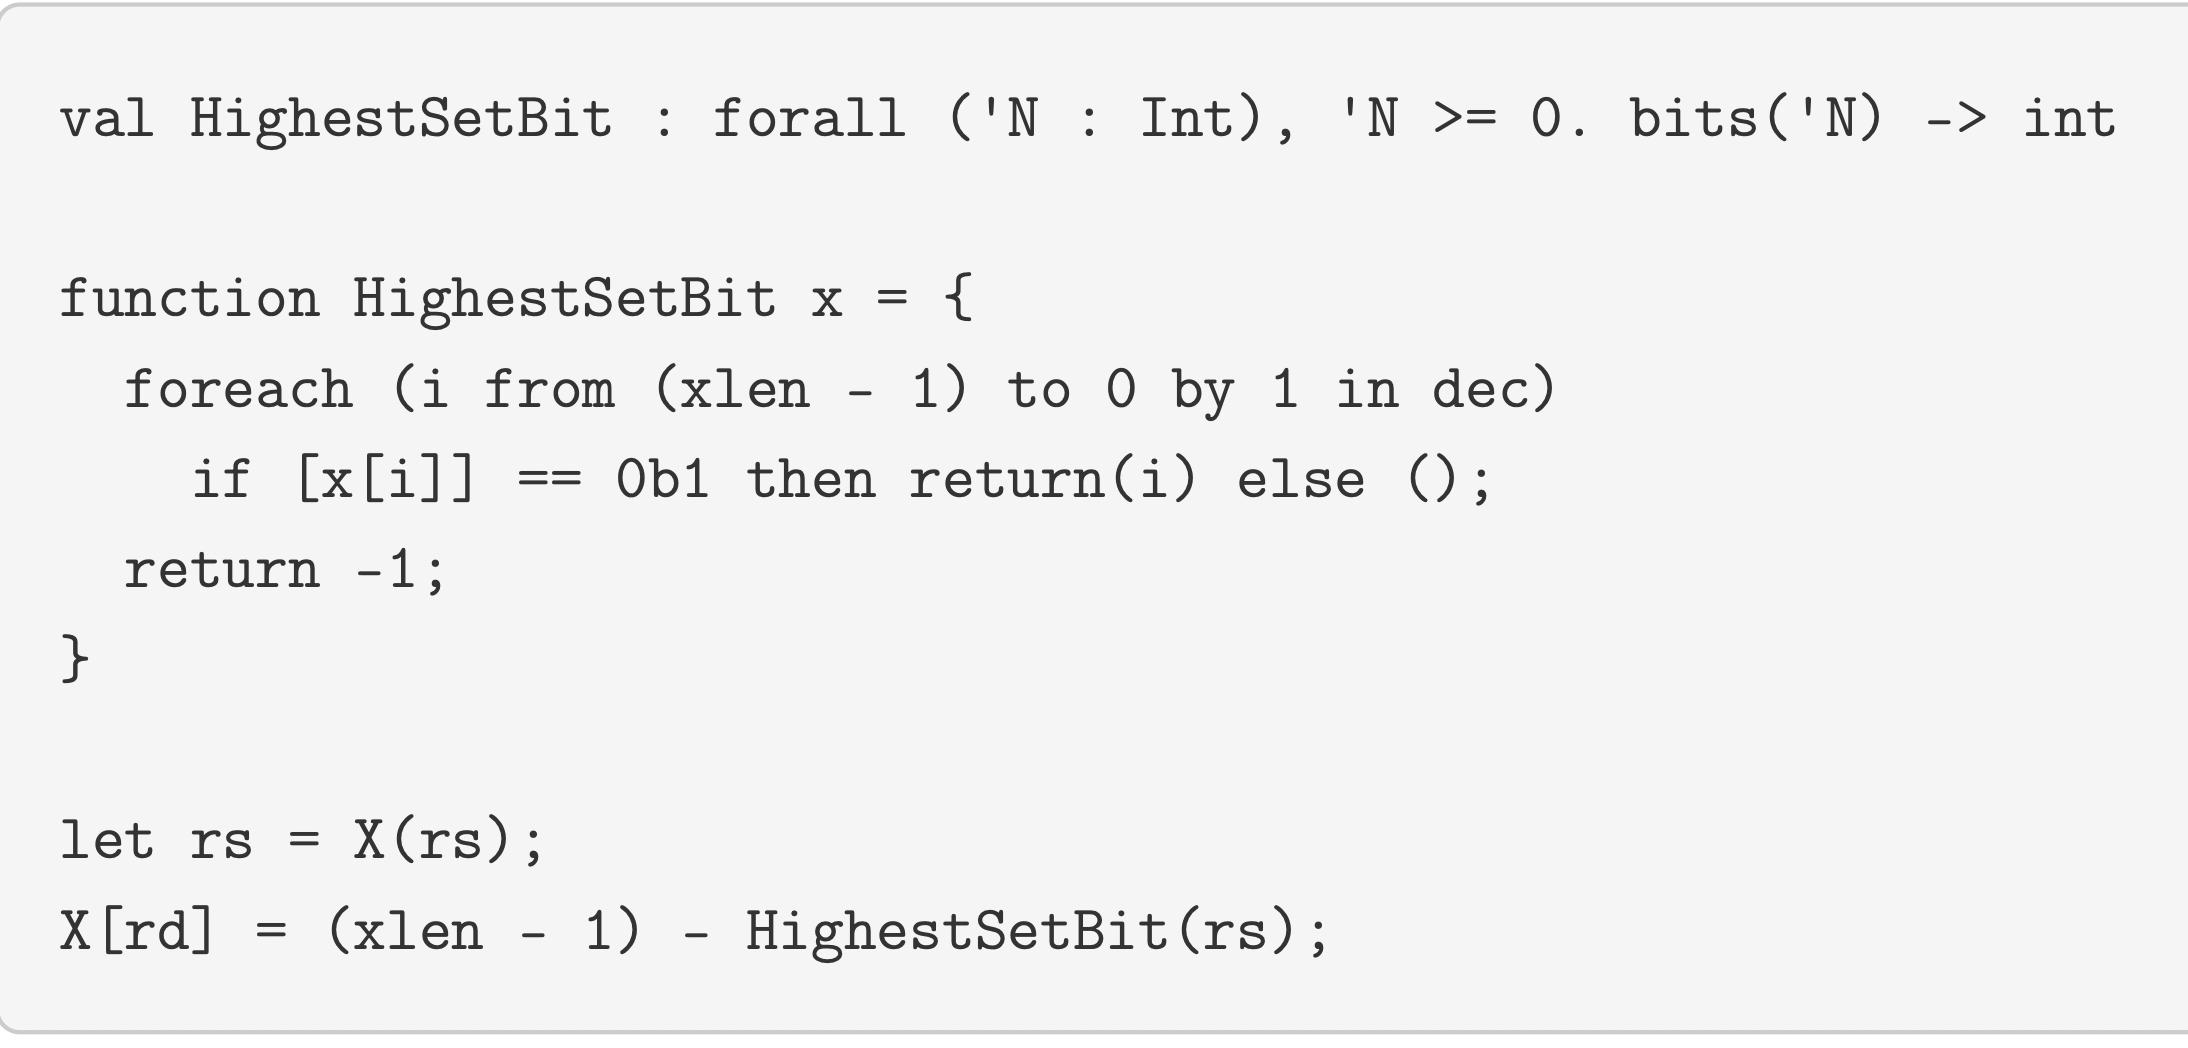 val HighestSetBit : forall ('N : Int), 'N >= 0. bits('N) -> int
function HighestSetBit x = {
  foreach (i from (xlen - 1) to 0 by 1 in dec)
    if [x[i]] == 0b1 then return(i) else ();
  return -1;
}
let rs = X(rs);
X[rd] = (xlen - 1) - HighestSetBit(rs);